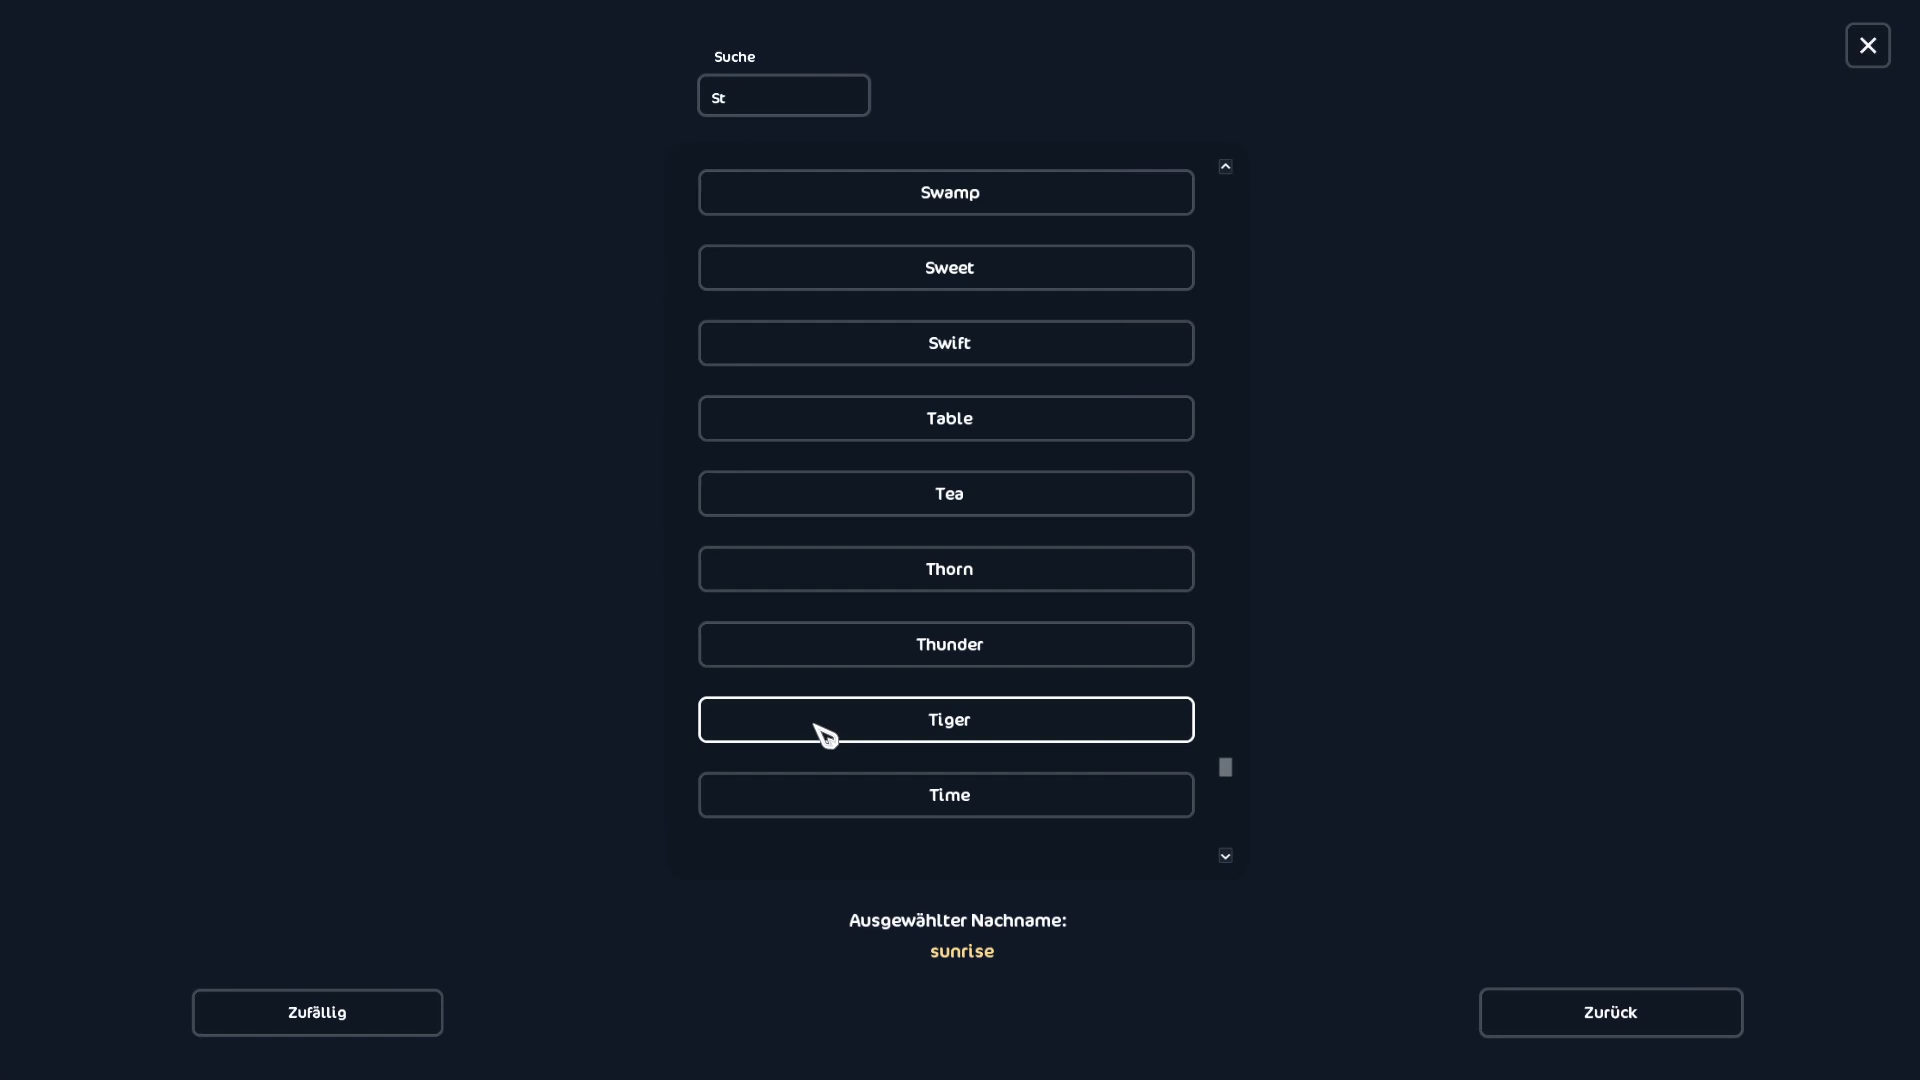 Suche
St
Swamp
Sweet
Swift
Table
Tea
Thorn
Thunder
Tiger
Time
Ausgewählter Nachname:
sunrise
Zufällig
Zurück